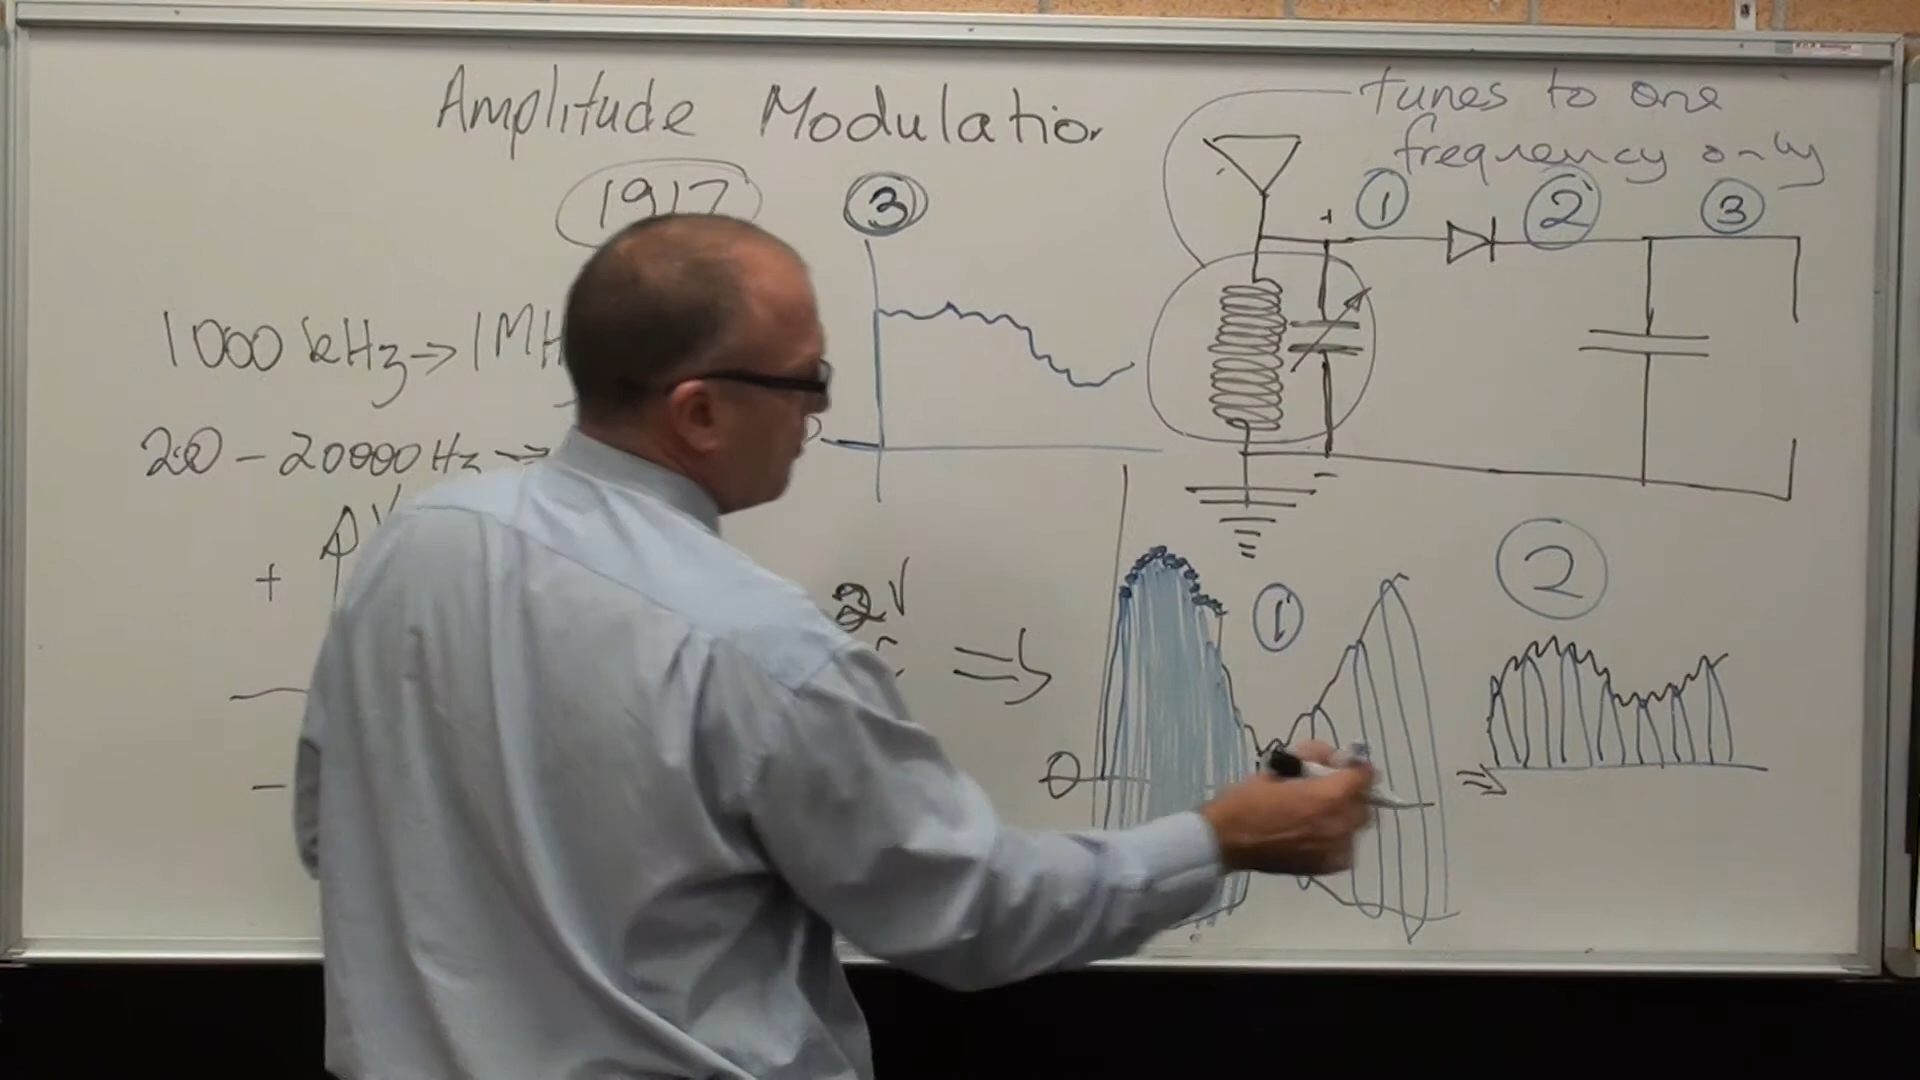 Amplitude Modulation
1917
3
tunes to one
frequency only
+
1
2
3
1000 kHz → 1MH
20 - 20000 Hz →
+
V
-
2V
⇒
0
1
2
⇒
-